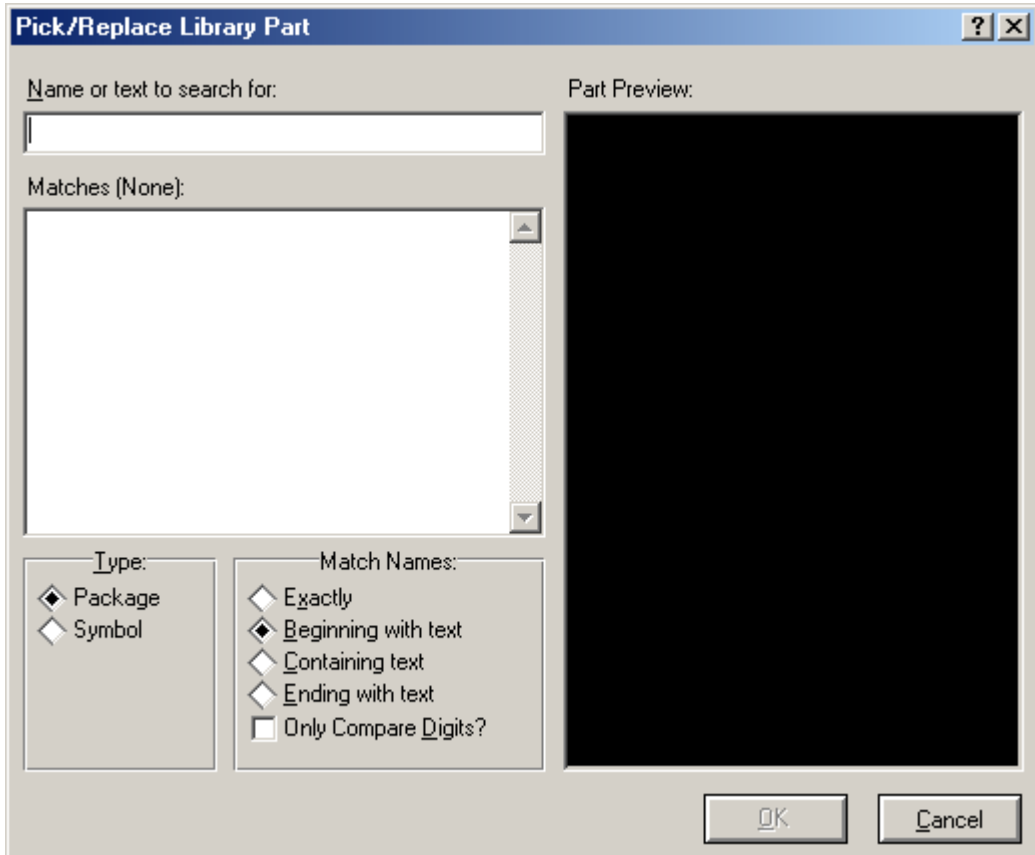 Pick/Replace Library Part
Name or text to search for:
Part Preview:
Matches (None):
Type:
Package
Symbol
Match Names:
Exactly
Beginning with text
Containing text
Ending with text
Only Compare Digits?
OK
Cancel